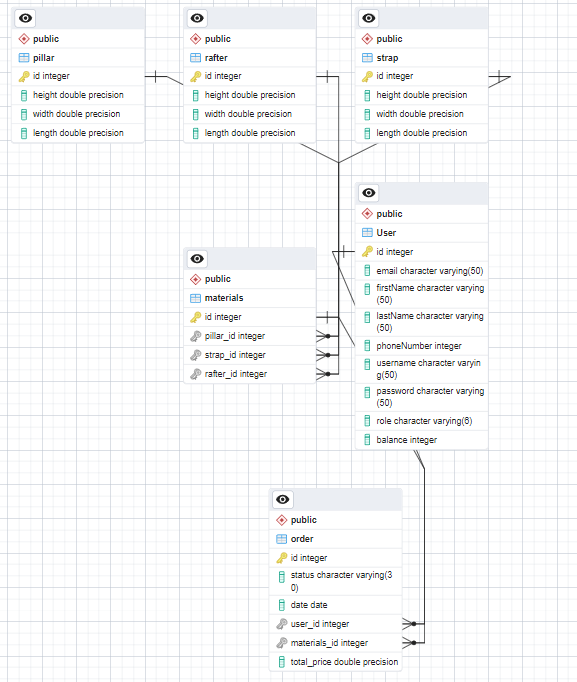 public
pillar
id integer
height double precision
width double precision
length double precision
public
rafter
id integer
height double precision
width double precision
length double precision
public
strap
id integer
height double precision
width double precision
length double precision
public
User
id integer
email character varying(50)
firstName character varying
(50)
lastName character varying
(50)
phoneNumber integer
username character varyin
g(50)
password character varying
(50)
role character varying(6)
balance integer
public
materials
id integer
pillar_id integer
strap_id integer
rafter_id integer
public
order
id integer
status character varying(3
0)
date date
user_id integer
materials_id integer
total_price double precision